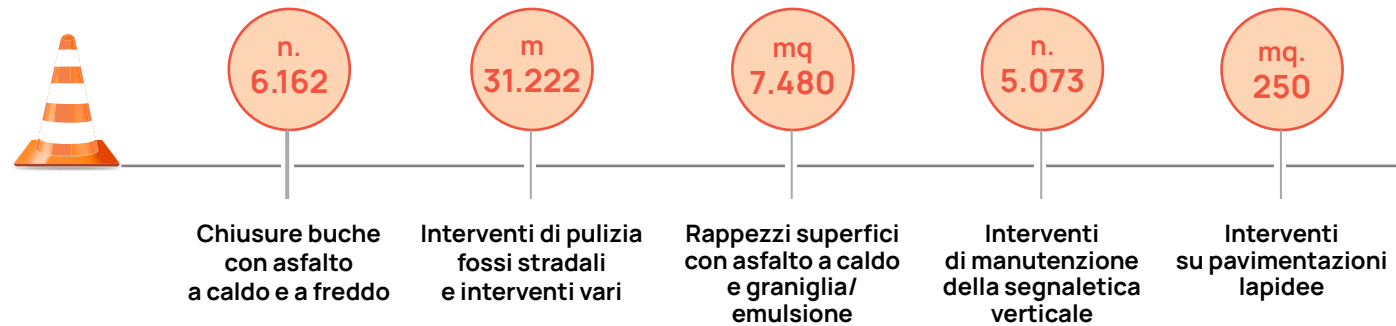 n.
6.162
m
31.222
mq
7.480
n.
5.073
mq.
250
Chiusure buche
con asfalto
a caldo e a freddo
Interventi di pulizia
fossi stradali
e interventi vari
Rappezzi superfici
con asfalto a caldo
e graniglia/
emulsione
Interventi
di manutenzione
della segnaletica
verticale
Interventi
su pavimentazioni
lapidee